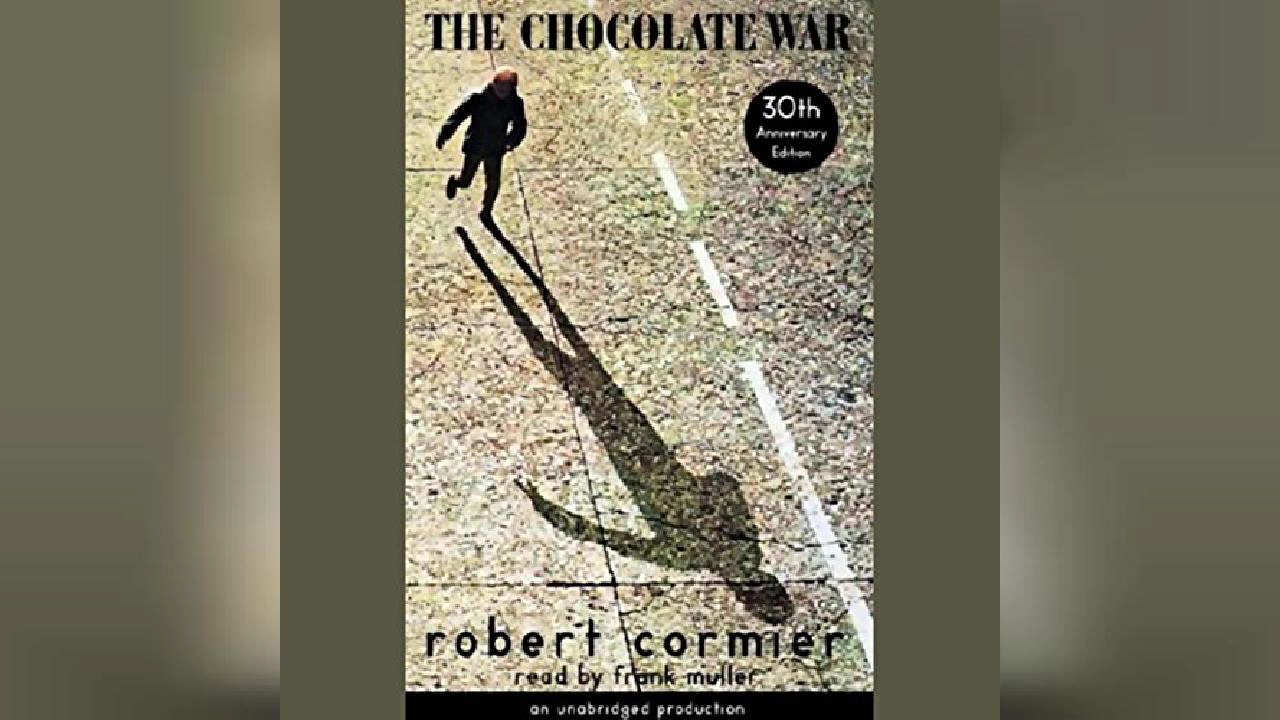 THE CHOCOLATE WAR
30th
Anniversary
Edition
robert cormier
read by frank muller
an unabridged production